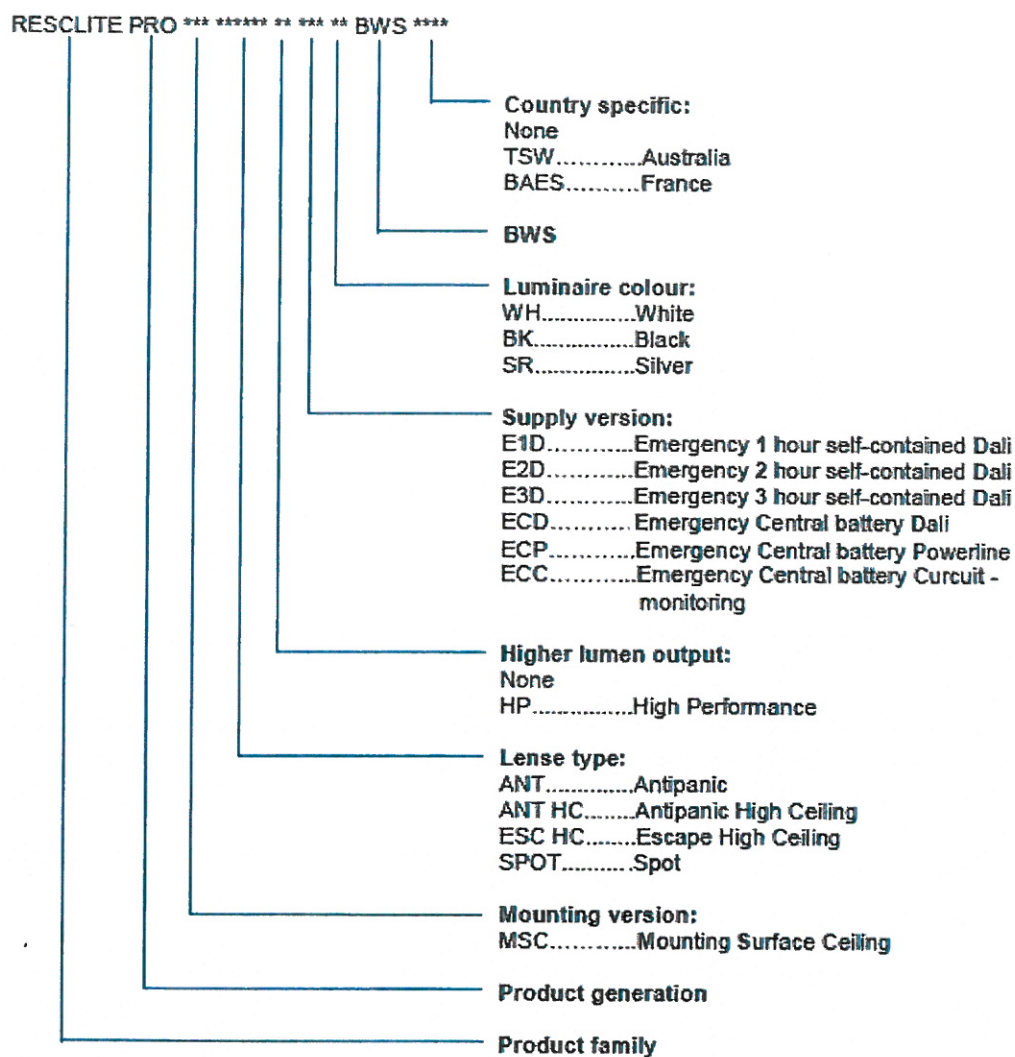 RESCLITE PRO *** ****** ** *** ** BWS ****
Country specific:
None
TSW............Australia
BAES..........France
BWS
Luminaire colour:
WH...............White
BK................Black
SR................Silver
Supply version:
E1D............Emergency 1 hour self-contained Dali
E2D............Emergency 2 hour self-contained Dali
E3D............Emergency 3 hour self-contained Dali
ECD...........Emergency Central battery Dali
ECP............Emergency Central battery Powerline
ECC............Emergency Central battery Curcuit -
monitoring
Higher lumen output:
None
HP................High Performance
Lense type:
ANT..............Antipanic
ANT HC........Antipanic High Ceiling
ESC HC........Escape High Ceiling
SPOT............Spot
Mounting version:
MSC............Mounting Surface Ceiling
Product generation
Product family